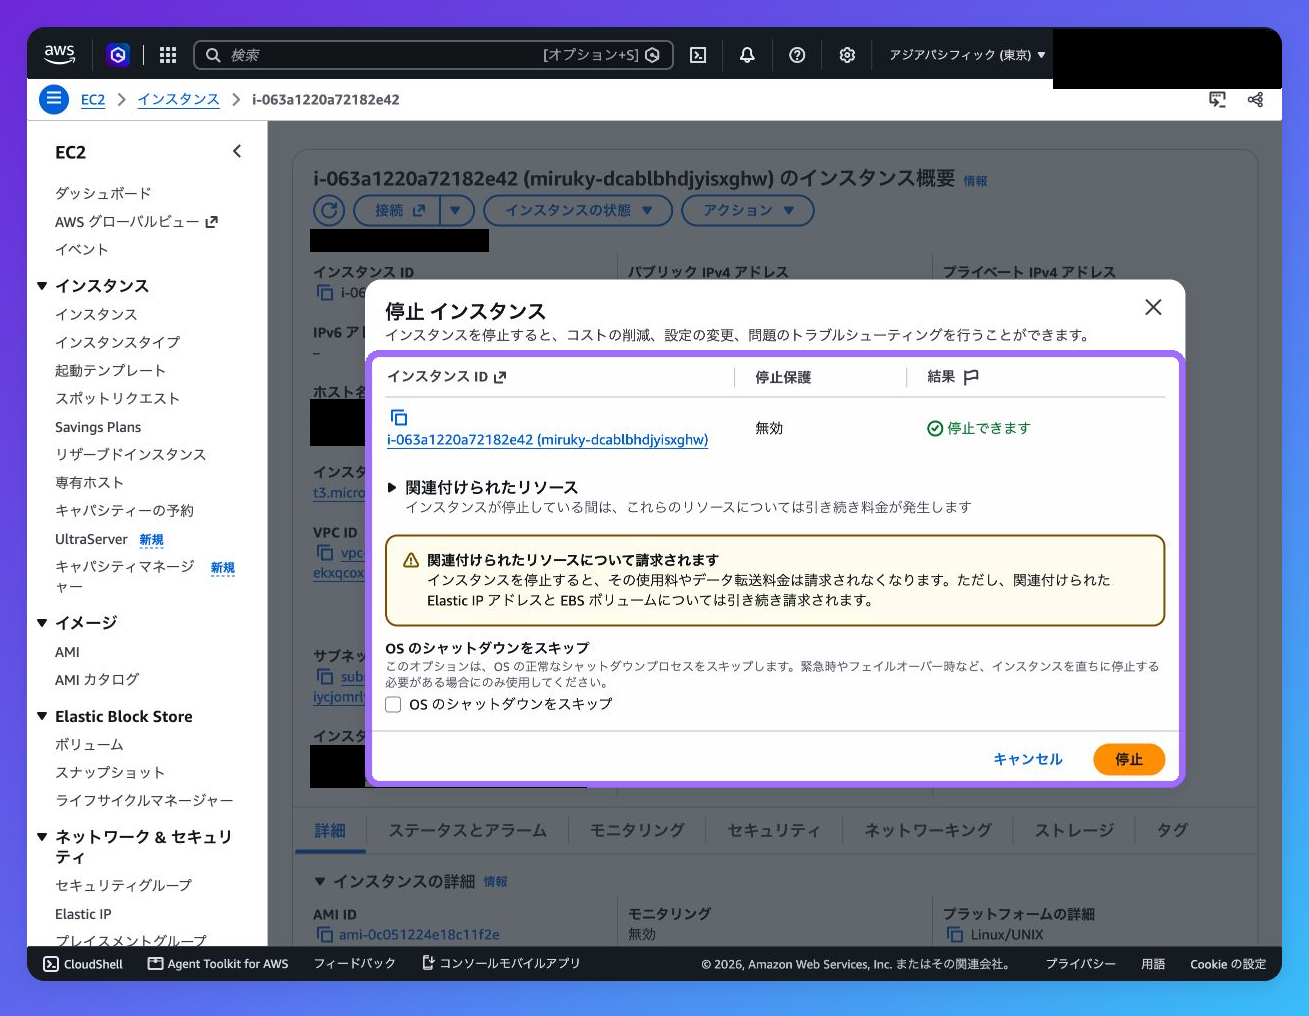 aws
検索
[オプション+S]
アジアパシフィック (東京) ▼
EC2 > インスタンス > i-063a1220a72182e42
EC2
ダッシュボード
AWS グローバルビュー
イベント
▼ インスタンス
インスタンス
インスタンスタイプ
起動テンプレート
スポットリクエスト
Savings Plans
リザーブドインスタンス
専有ホスト
キャパシティーの予約
UltraServer 新規
キャパシティマネージ
ャー 新規
▼ イメージ
AMI
AMI カタログ
▼ Elastic Block Store
ボリューム
スナップショット
ライフサイクルマネージャー
▼ ネットワーク & セキュリ
ティ
セキュリティグループ
Elastic IP
プレイスメントグループ
i-063a1220a72182e42 (miruky-dcablbhdjyisxghw) のインスタンス概要 情報
接続 ▼
インスタンスの状態 ▼
アクション ▼
インスタンス ID
パブリック IPv4 アドレス
プライベート IPv4 アドレス
i-06
IPv6 ア
–
ホスト名
インスタ
t3.micro
VPC ID
vpc-
ekxqcox
サブネッ
sub
iycjomrl
インスタ
停止 インスタンス
インスタンスを停止すると、コストの削減、設定の変更、問題のトラブルシューティングを行うことができます。
インスタンス ID
停止保護
結果
i-063a1220a72182e42 (miruky-dcablbhdjyisxghw)
無効
停止できます
▶ 関連付けられたリソース
インスタンスが停止している間は、これらのリソースについては引き続き料金が発生します
関連付けられたリソースについて請求されます
インスタンスを停止すると、その使用料やデータ転送料金は請求されなくなります。ただし、関連付けられた
Elastic IP アドレスと EBS ボリュームについては引き続き請求されます。
OS のシャットダウンをスキップ
このオプションは、OS の正常なシャットダウンプロセスをスキップします。緊急時やフェイルオーバー時など、インスタンスを直ちに停止する
必要がある場合にのみ使用してください。
OS のシャットダウンをスキップ
キャンセル
停止
詳細
ステータスとアラーム
モニタリング
セキュリティ
ネットワーキング
ストレージ
タグ
▼ インスタンスの詳細 情報
AMI ID
モニタリング
プラットフォームの詳細
ami-0c051224e18c11f2e
無効
Linux/UNIX
CloudShell
Agent Toolkit for AWS
フィードバック
コンソールモバイルアプリ
© 2026, Amazon Web Services, Inc. またはその関連会社。
プライバシー
用語
Cookie の設定